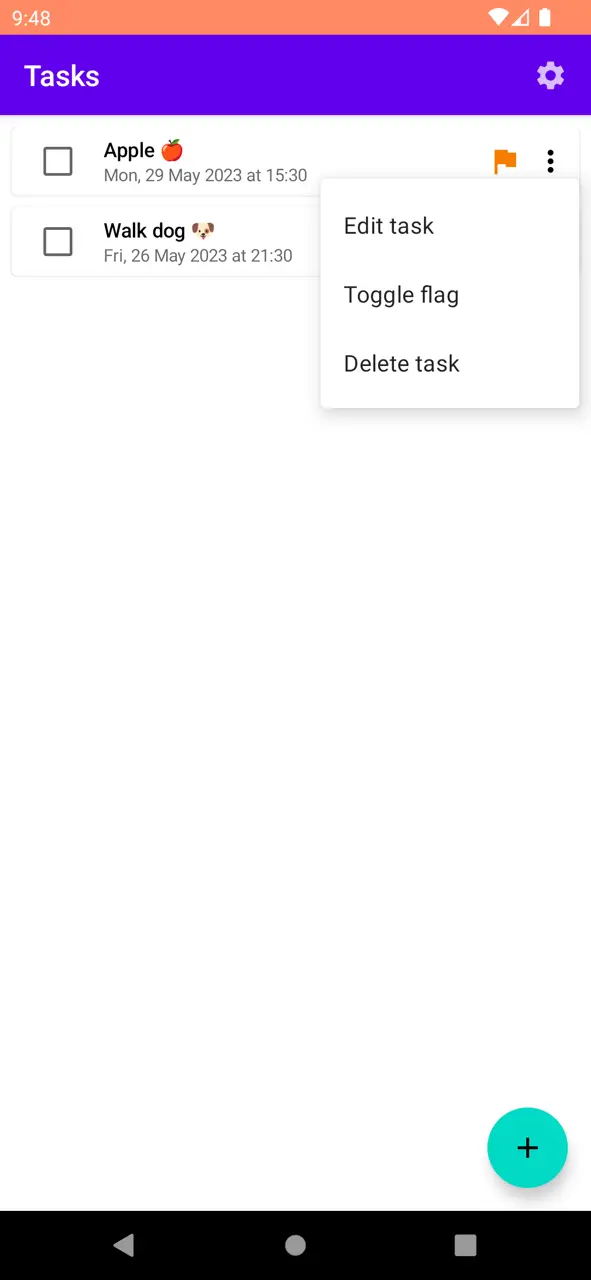 9:48
Tasks
Apple 🍎
Mon, 29 May 2023 at 15:30
Walk dog 🐶
Fri, 26 May 2023 at 21:30
Edit task
Toggle flag
Delete task